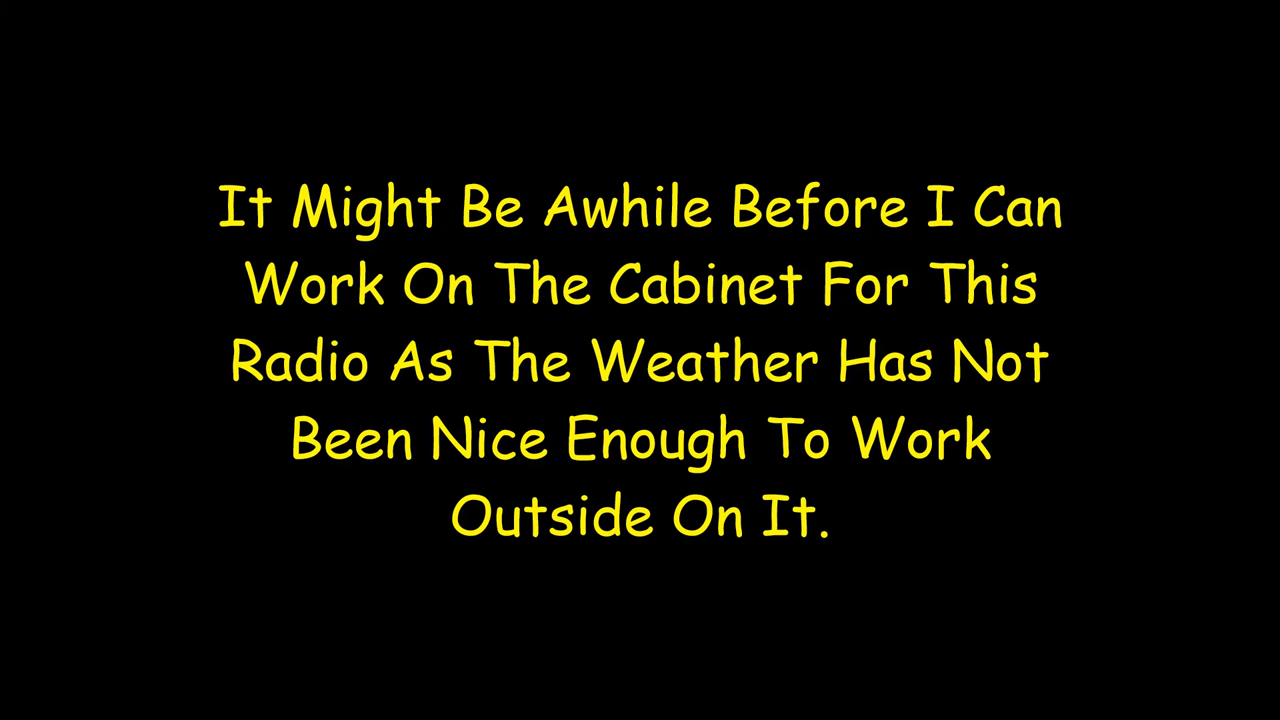 It Might Be Awhile Before I Can
Work On The Cabinet For This
Radio As The Weather Has Not
Been Nice Enough To Work
Outside On It.